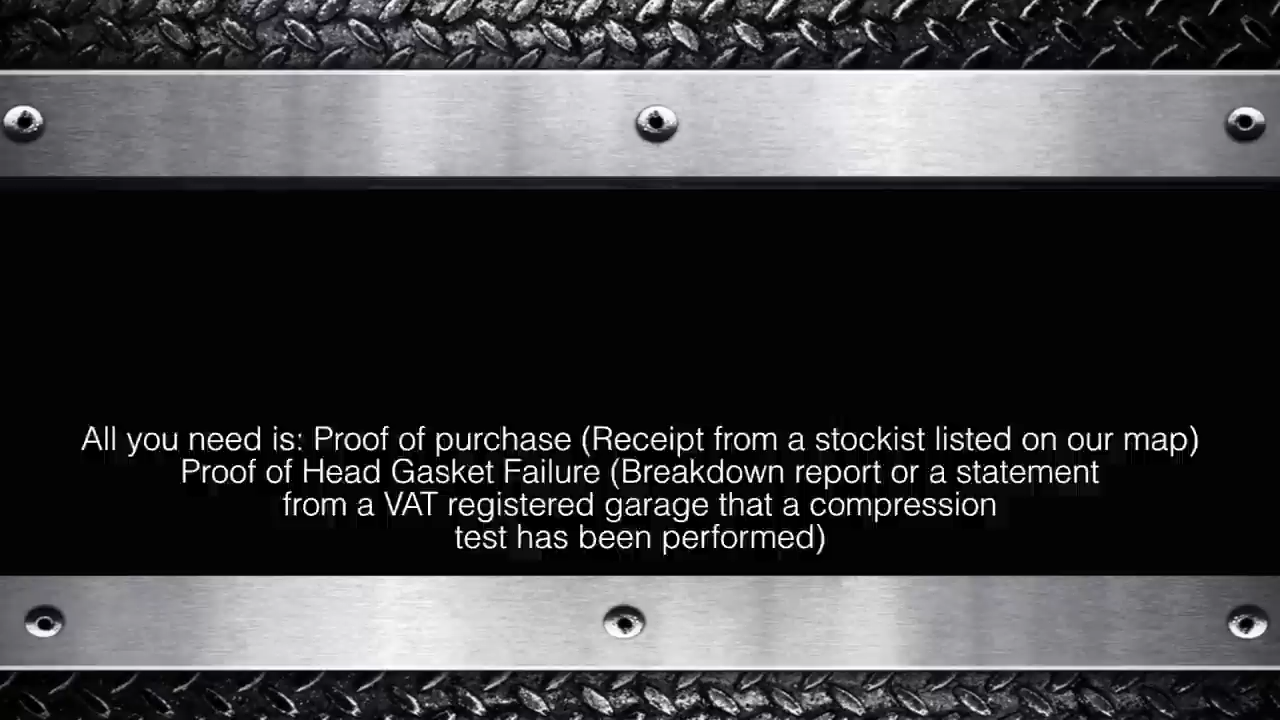 All you need is: Proof of purchase (Receipt from a stockist listed on our map)
Proof of Head Gasket Failure (Breakdown report or a statement
from a VAT registered garage that a compression
test has been performed)